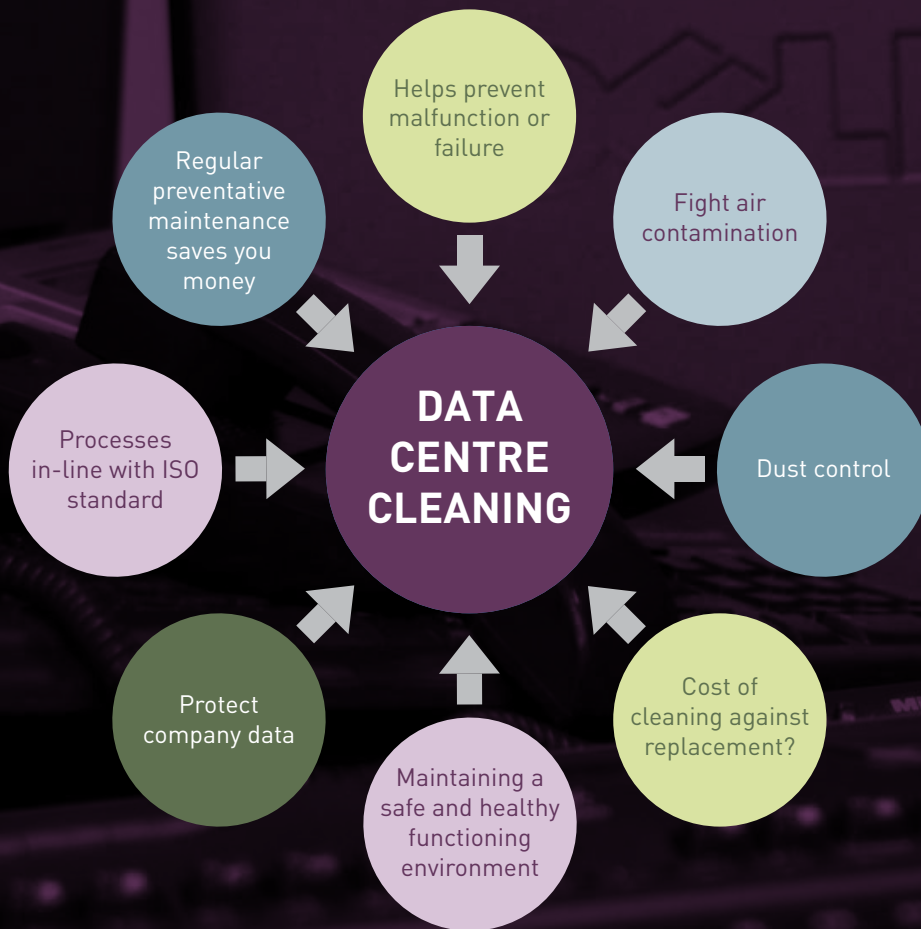 Helps prevent
malfunction or
failure
Fight air
contamination
Dust control
Cost of
cleaning against
replacement?
Maintaining a
safe and healthy
functioning
environment
Protect
company data
Processes
in-line with ISO
standard
Regular
preventative
maintenance
saves you
money
DATA
CENTRE
CLEANING